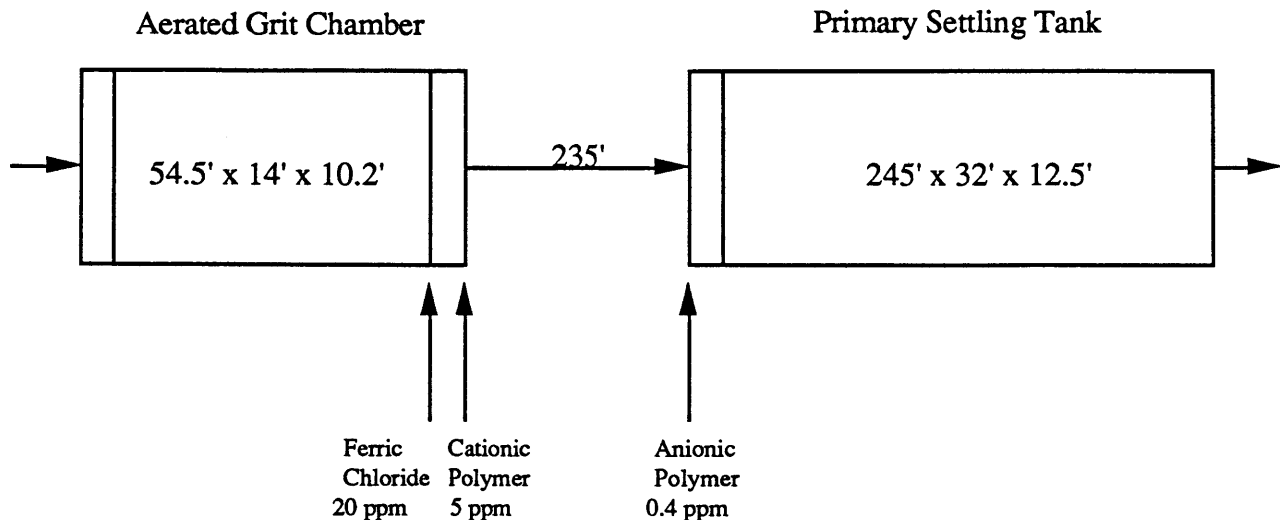 Aerated Grit Chamber
Primary Settling Tank
54.5' x 14' x 10.2'
235'
245' x 32' x 12.5'
Ferric
Chloride
20 ppm
Cationic
Polymer
5 ppm
Anionic
Polymer
0.4 ppm